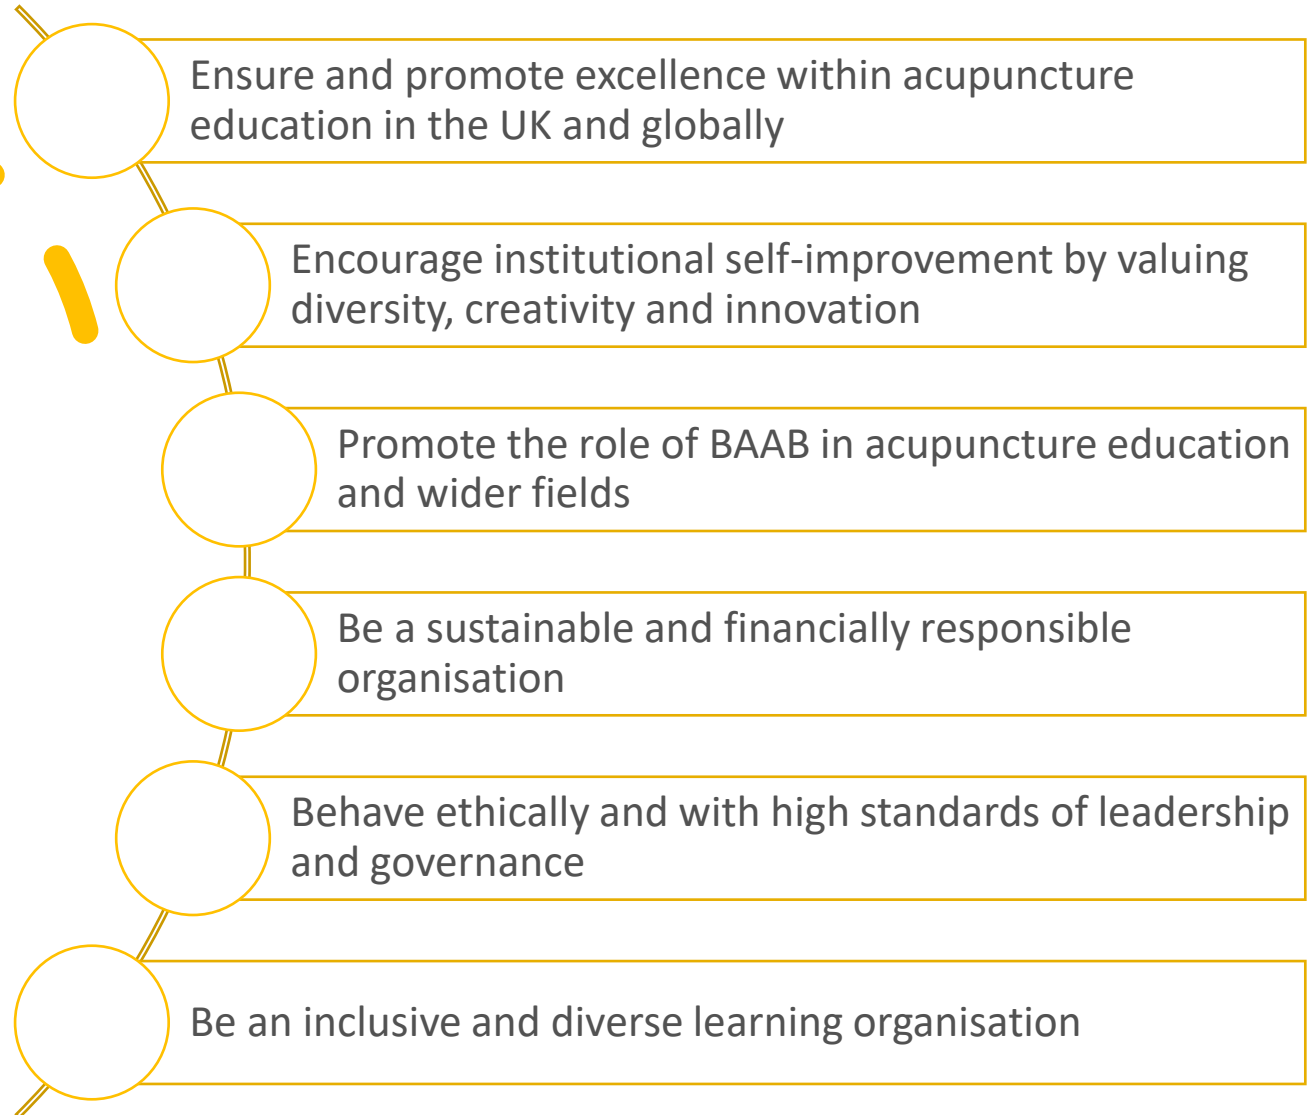 Ensure and promote excellence within acupuncture
education in the UK and globally
Encourage institutional self-improvement by valuing
diversity, creativity and innovation
Promote the role of BAAB in acupuncture education
and wider fields
Be a sustainable and financially responsible
organisation
Behave ethically and with high standards of leadership
and governance
Be an inclusive and diverse learning organisation